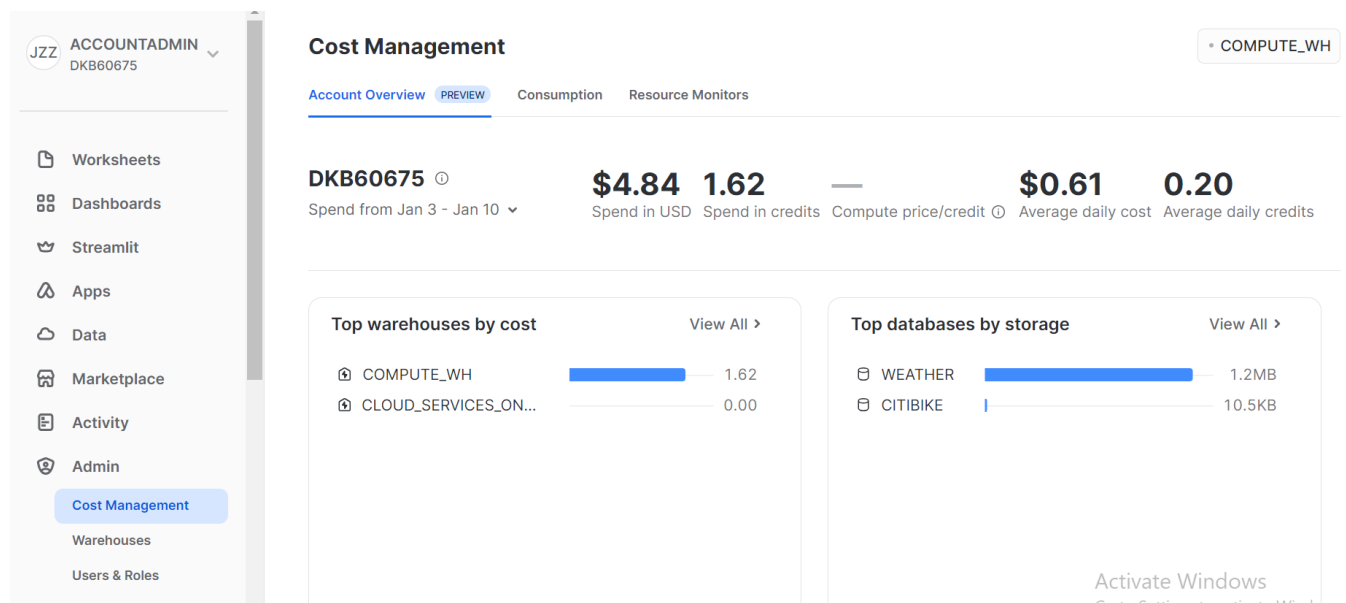 JZZ
ACCOUNTADMIN
DKB60675
Worksheets
Dashboards
Streamlit
Apps
Data
Marketplace
Activity
Admin
Cost Management
Warehouses
Users & Roles
Cost Management
COMPUTE_WH
Account Overview PREVIEW Consumption Resource Monitors
DKB60675
Spend from Jan 3 - Jan 10
$4.84
Spend in USD
1.62
Spend in credits
—
Compute price/credit
$0.61
Average daily cost
0.20
Average daily credits
Top warehouses by cost View All
COMPUTE_WH 1.62
CLOUD_SERVICES_ON... 0.00
Top databases by storage View All
WEATHER 1.2MB
CITIBIKE 10.5KB
Activate Windows